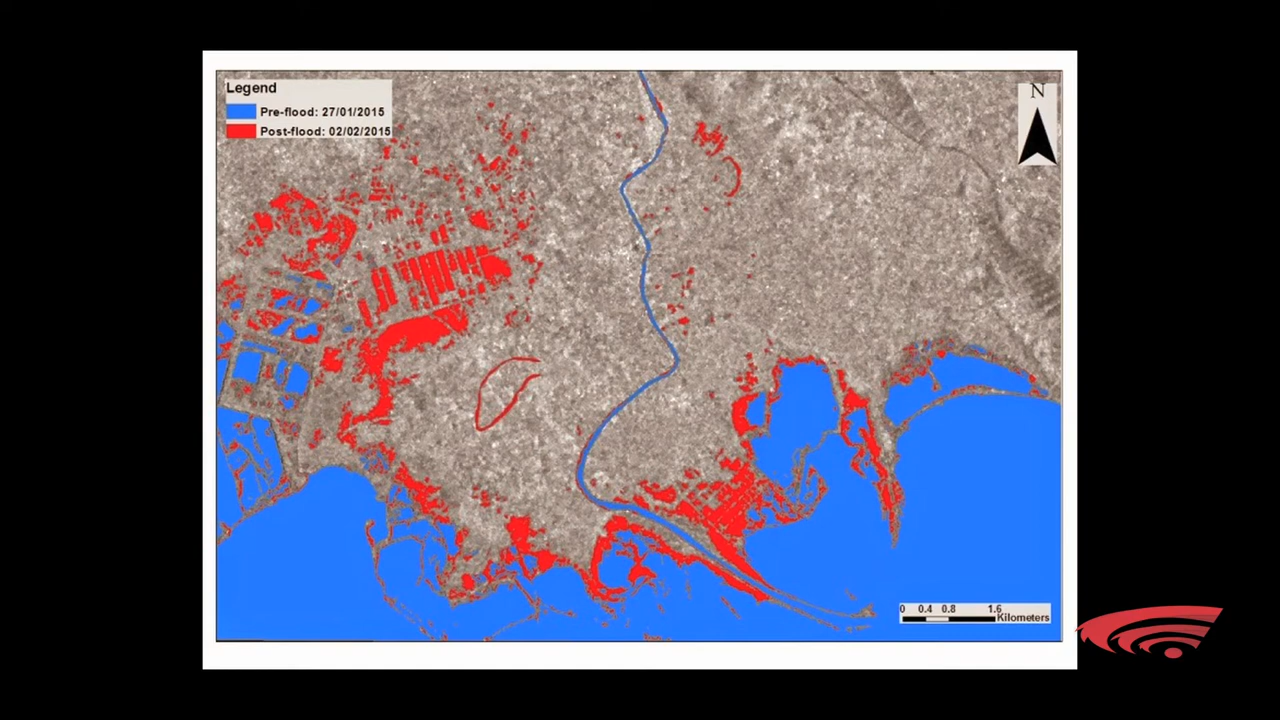 Legend
Pre-flood: 27/01/2015
Post-flood: 02/02/2015
N
0 0.4 0.8 1.6
Kilometers